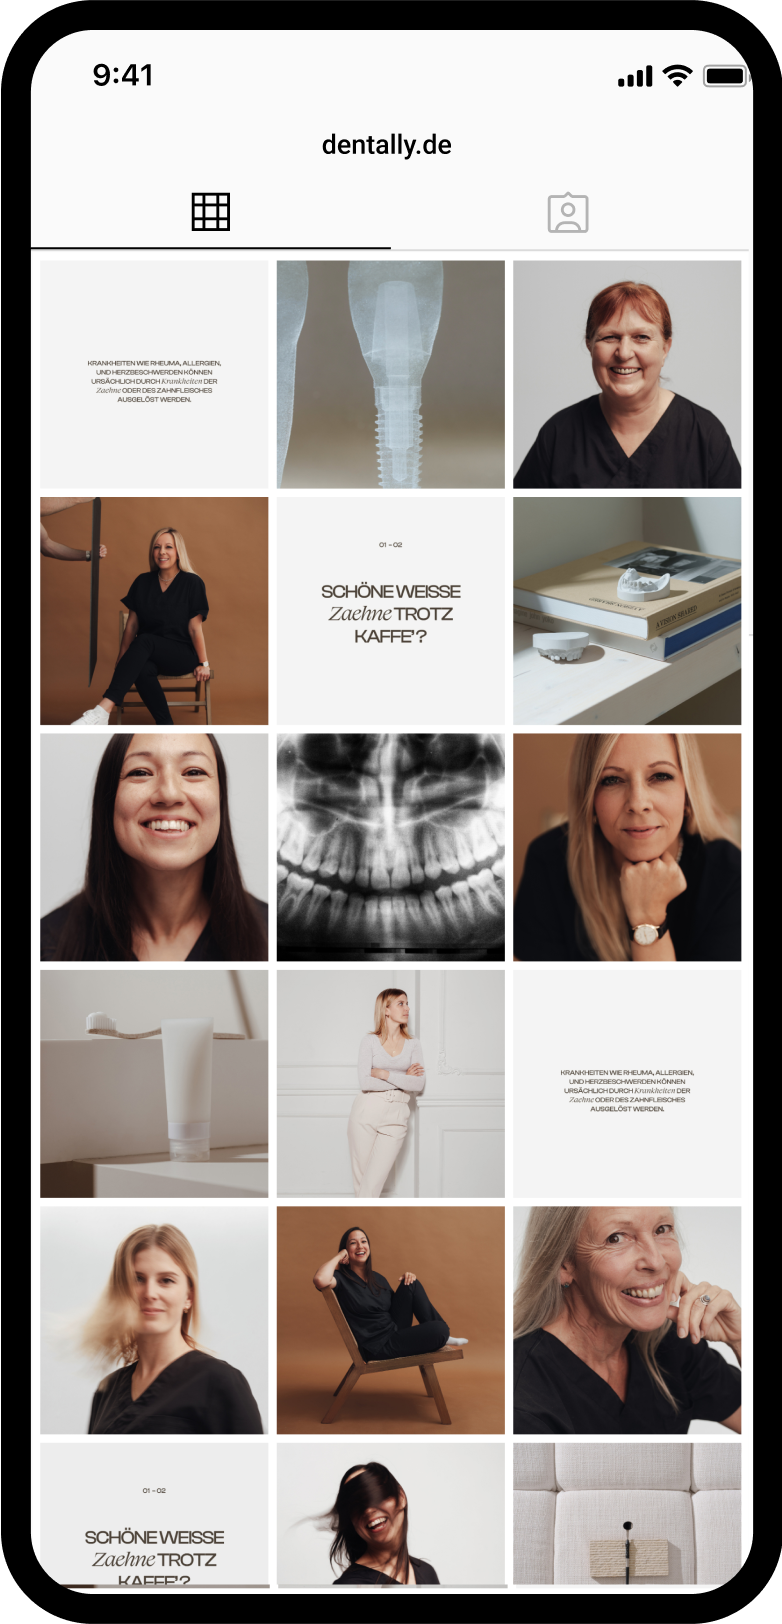 9:41
dentally.de
KRANKHEITEN WIE RHEUMA, ALLERGIEN,
UND HERZBESCHWERDEN KÖNNEN
URSÄCHLICH DURCH Krankheiten DER
Zaehne ODER DES ZAHNFLEISCHES
AUSGELÖST WERDEN.
01 – 02
SCHÖNE WEISSE
Zaehne TROTZ
KAFFE'?
KRANKHEITEN WIE RHEUMA, ALLERGIEN,
UND HERZBESCHWERDEN KÖNNEN
URSÄCHLICH DURCH Krankheiten DER
Zaehne ODER DES ZAHNFLEISCHES
AUSGELÖST WERDEN.
01 – 02
SCHÖNE WEISSE
Zaehne TROTZ
KAFFE'?